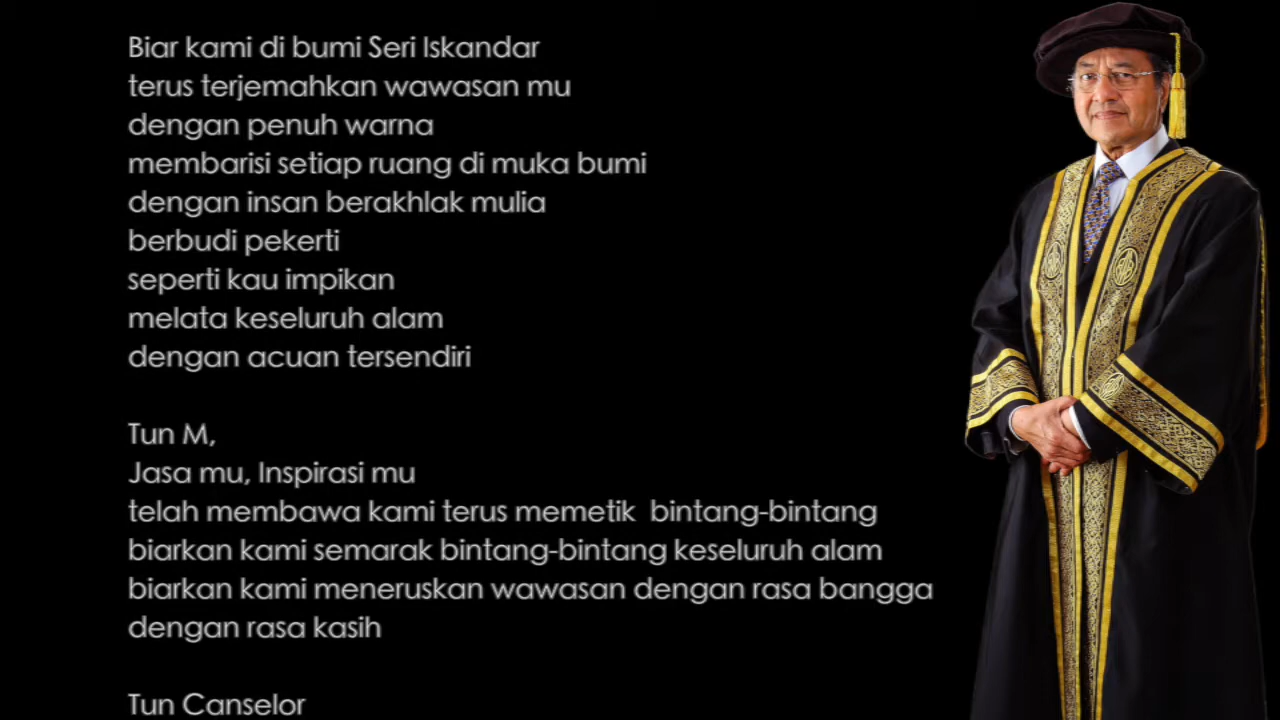 Biar kami di bumi Seri Iskandar
terus terjemahkan wawasan mu
dengan penuh warna
membarisi setiap ruang di muka bumi
dengan insan berakhlak mulia
berbudi pekerti
seperti kau impikan
melata keseluruh alam
dengan acuan tersendiri
Tun M,
Jasa mu, Inspirasi mu
telah membawa kami terus memetik  bintang-bintang
biarkan kami semarak bintang-bintang keseluruh alam
biarkan kami meneruskan wawasan dengan rasa bangga
dengan rasa kasih
Tun Canselor